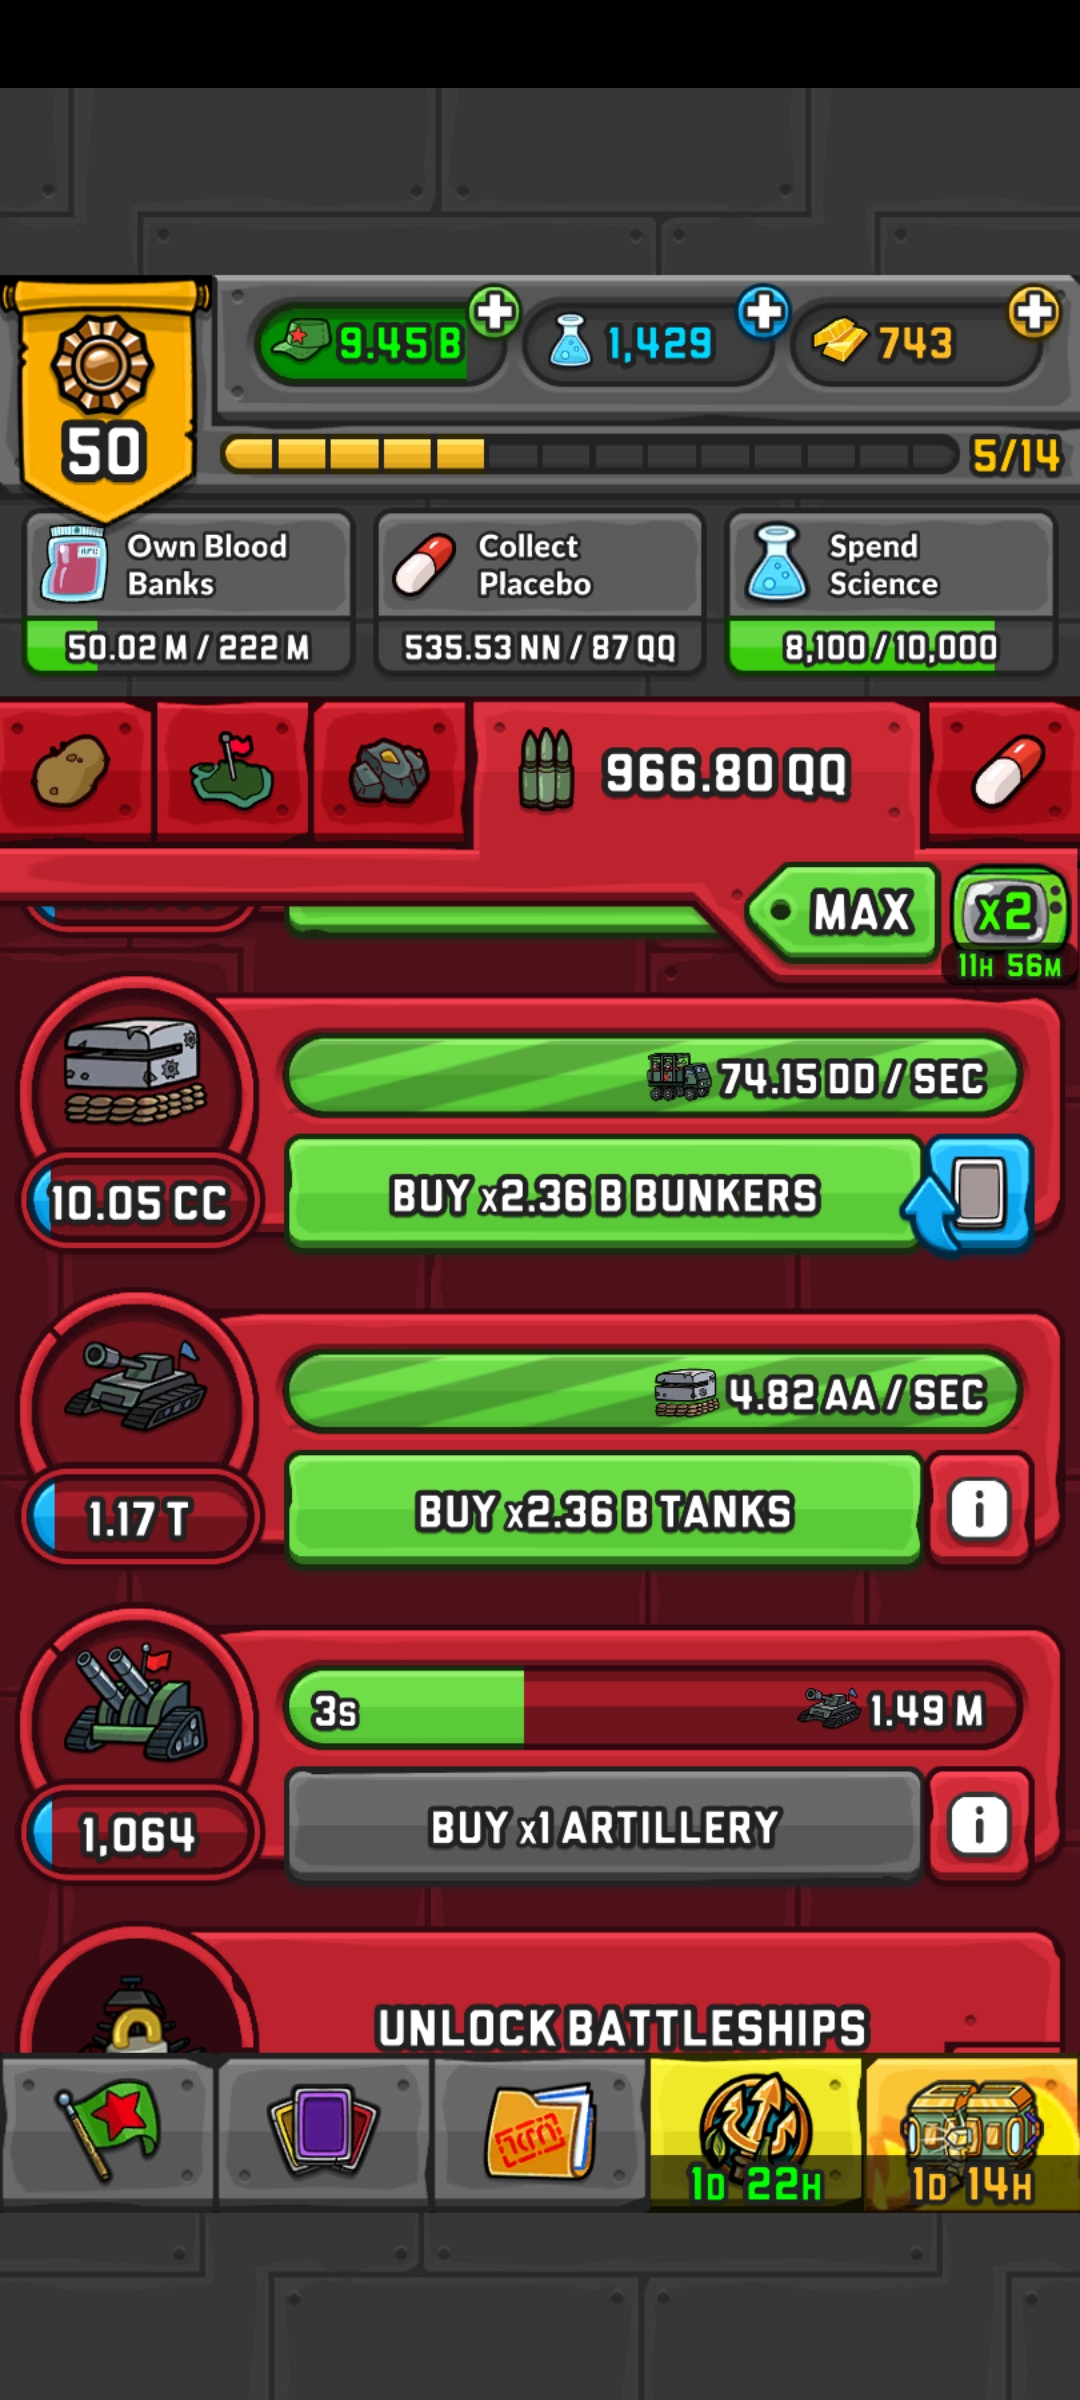 9.45 B
1,429
743
50
5/14
Own Blood
Banks
50.02 M / 222 M
Collect
Placebo
535.53 NN / 87 QQ
Spend
Science
8,100 / 10,000
966.80 QQ
MAX
x2
11H 56M
74.15 DD / SEC
10.05 CC
BUY x2.36 B BUNKERS
4.82 AA / SEC
1.17 T
BUY x2.36 B TANKS
i
3s
1.49 M
1,064
BUY x1 ARTILLERY
i
UNLOCK BATTLESHIPS
1D 22H
1D 14H